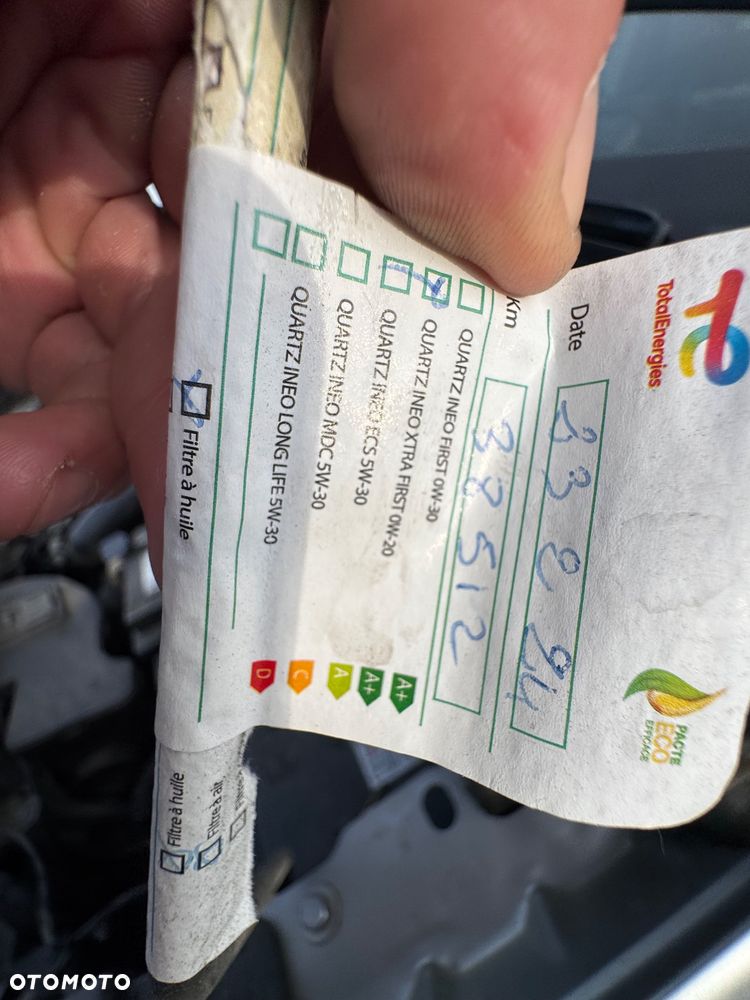 TotalEnergies
PACTE
ECO
EFFICACE
Date 23 2 24
Km 38512
QUARTZ INEO FIRST 0W-30 A+
QUARTZ INEO XTRA FIRST 0W-20 A+
QUARTZ INEO ECS 5W-30 A
QUARTZ INEO MDC 5W-30 C
QUARTZ INEO LONG LIFE 5W-30 D
Filtre à huile
Filtre à huile
Filtre à air
OTOMOTO